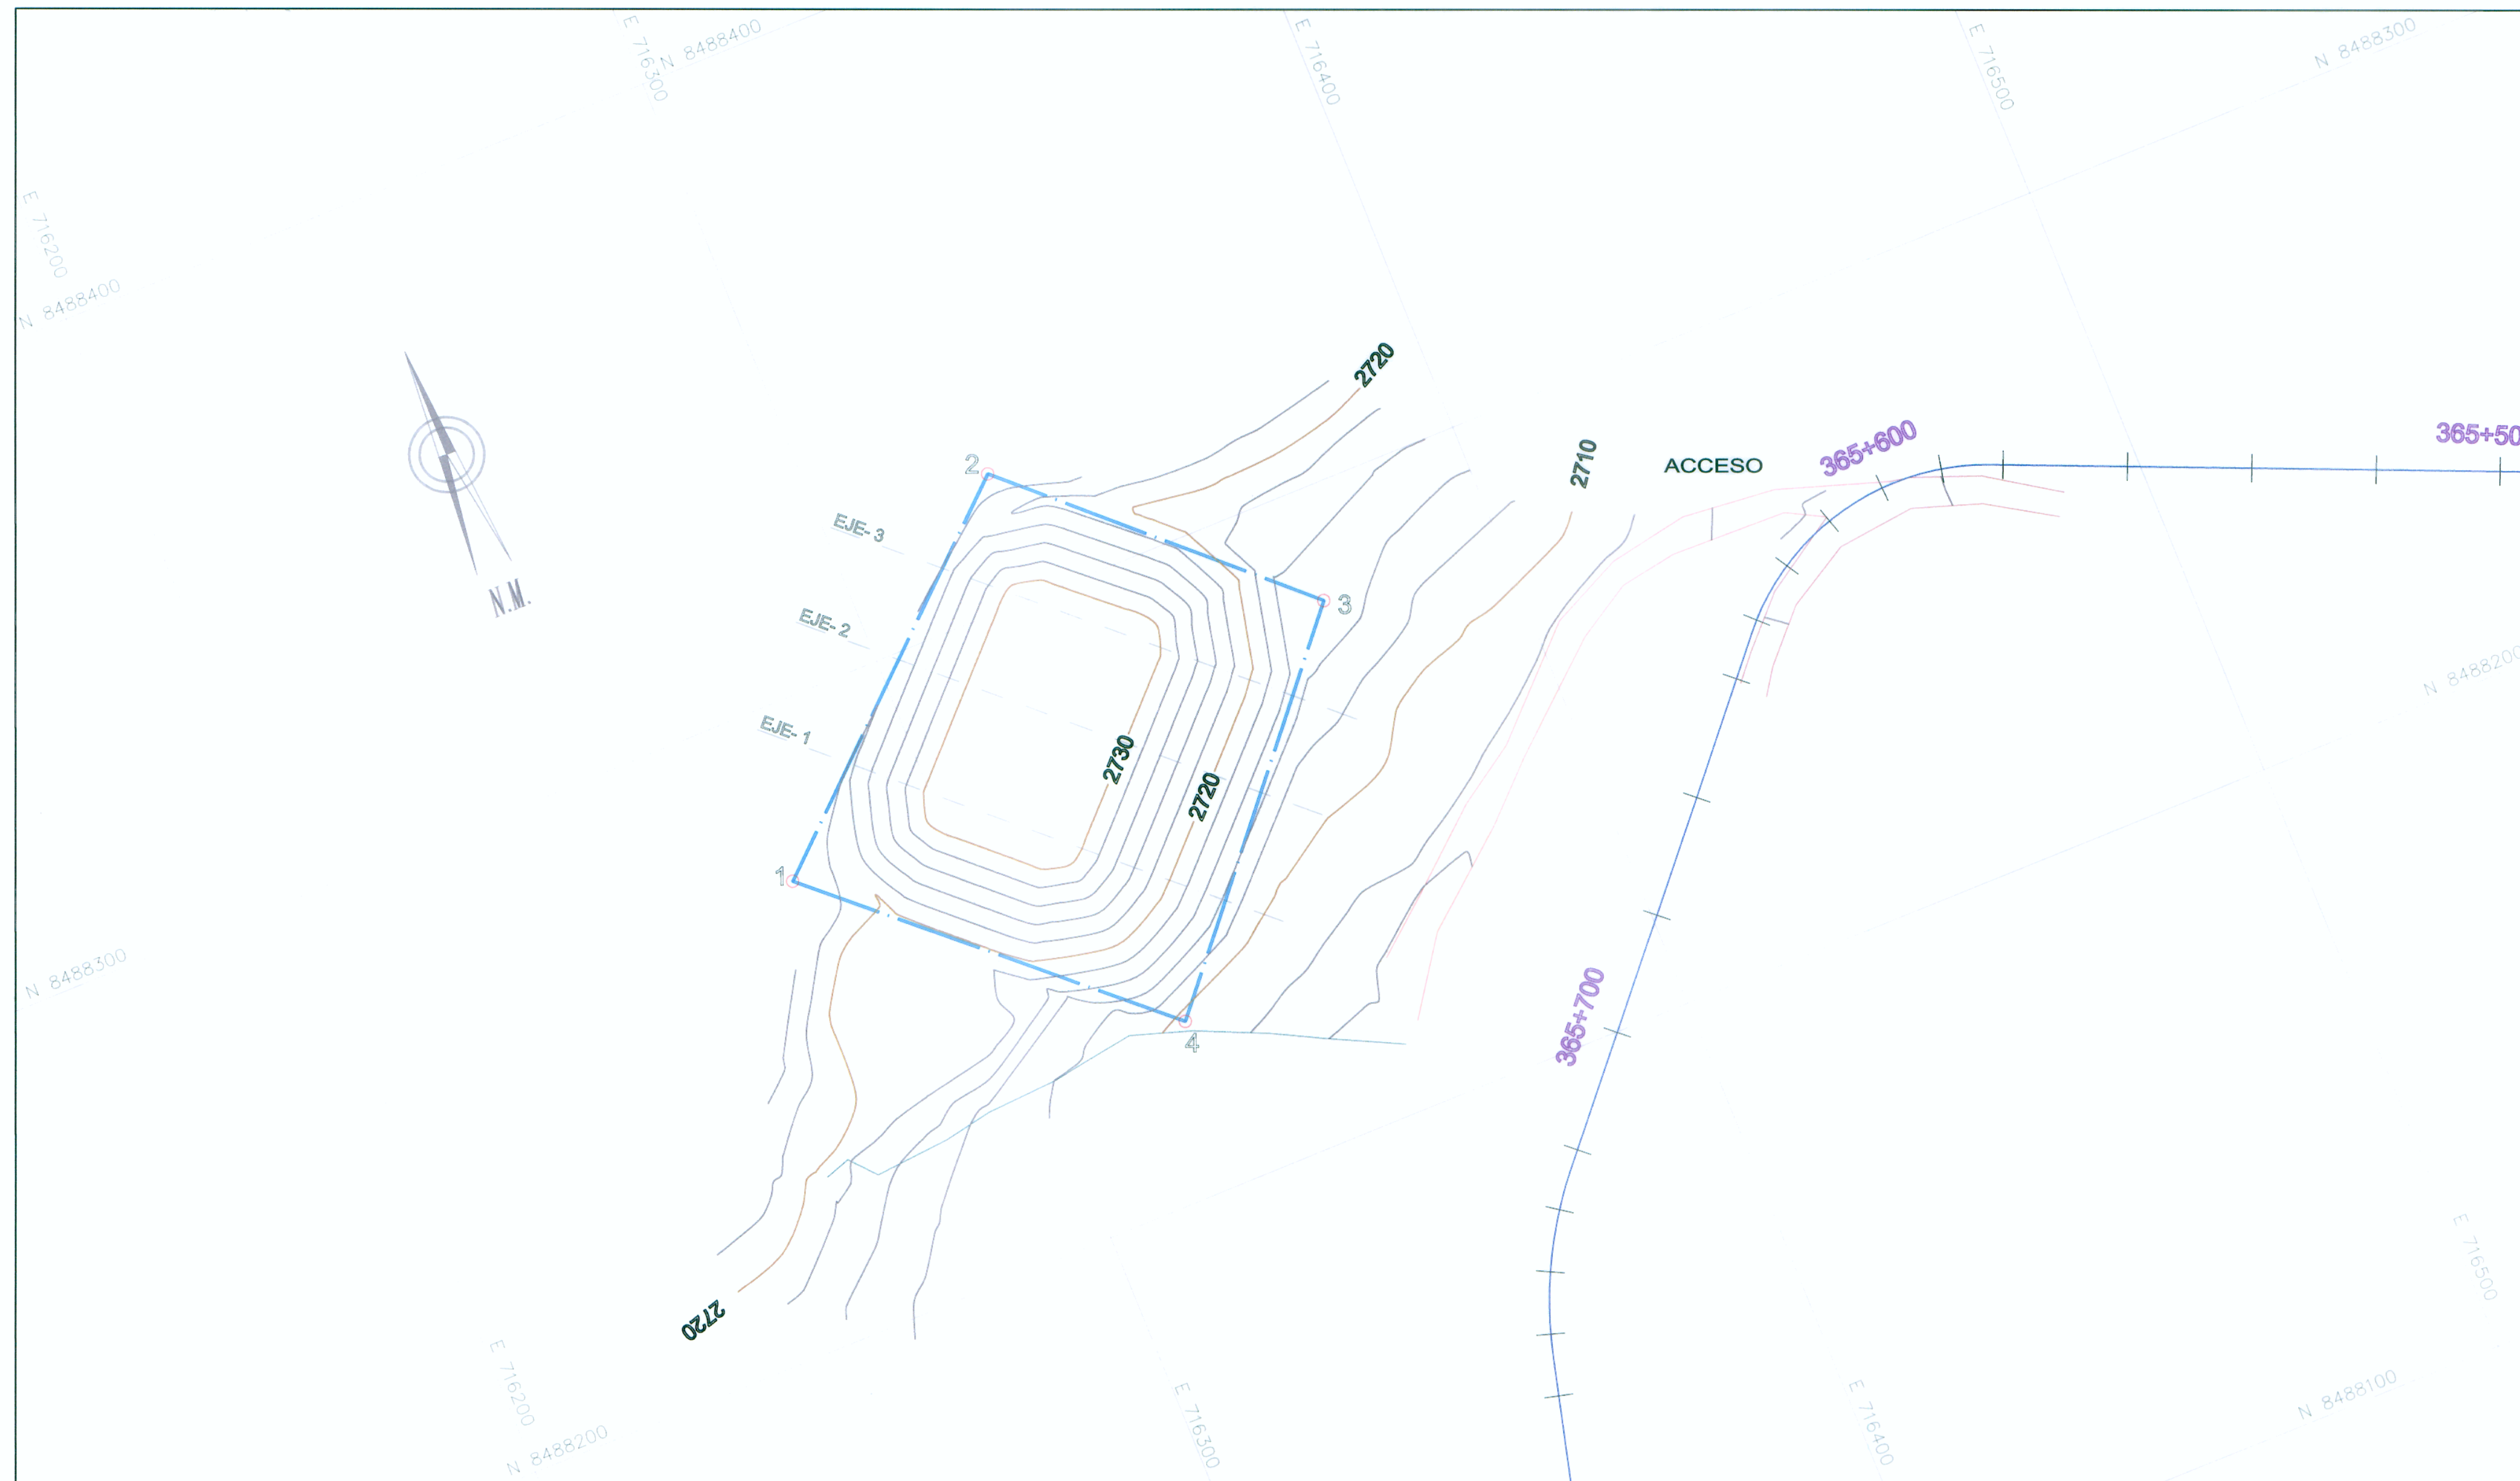 E 716300
N 8488400
E 716400
E 716500
N 8488300
E 716200
N 8488400
2720
2710
ACCESO
365+600
365+50
2
EJE- 3
N.M.
3
EJE- 2
N 8488200
EJE- 1
2730
2720
1
N 8488300
365+700
4
2720
E 716500
E 716200
N 8488200
E 716300
E 716400
N 8488100